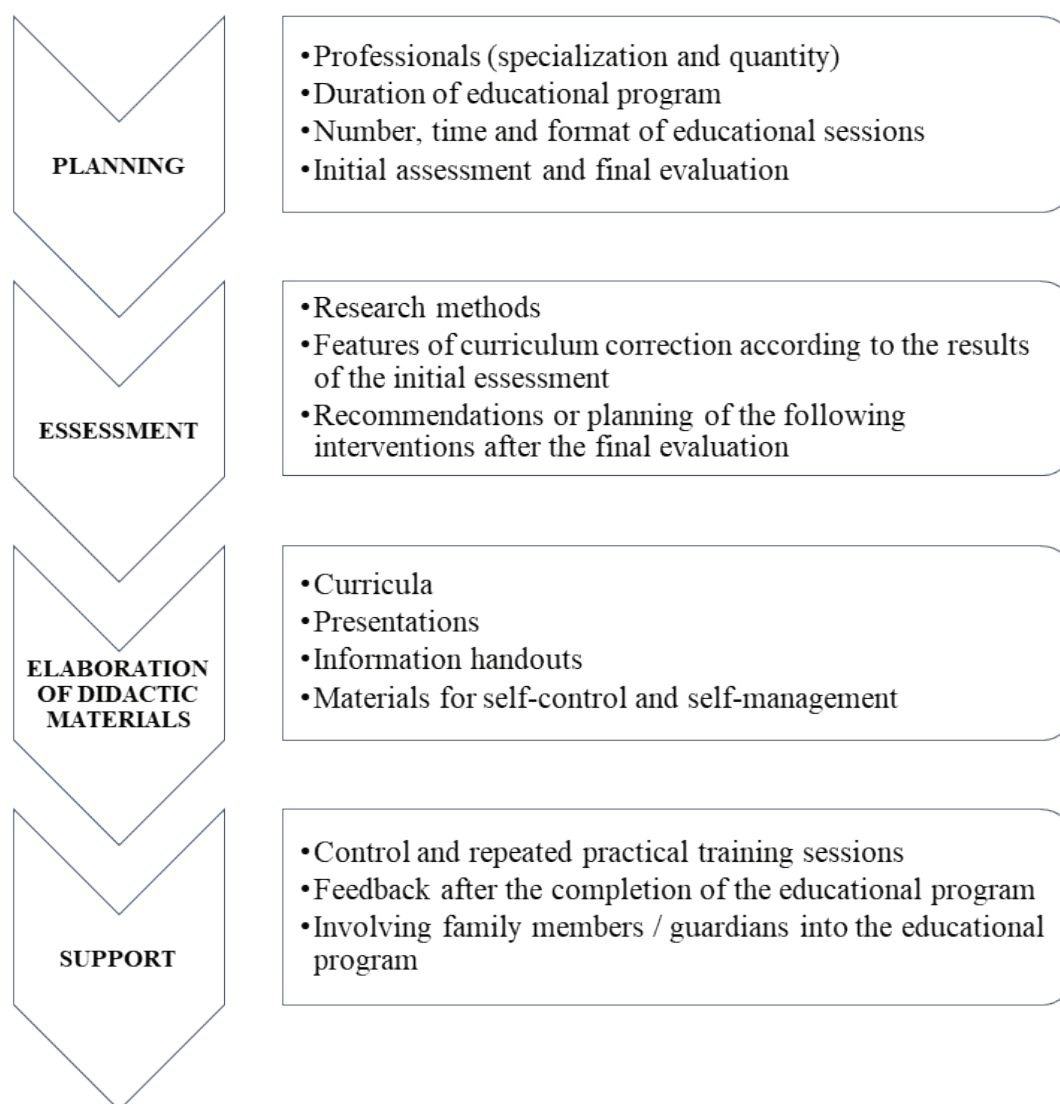 PLANNING
•Professionals (specialization and quantity)
•Duration of educational program
•Number, time and format of educational sessions
•Initial assessment and final evaluation
ESSESSMENT
•Research methods
•Features of curriculum correction according to the results
of the initial essessment
•Recommendations or planning of the following
interventions after the final evaluation
ELABORATION
OF DIDACTIC
MATERIALS
•Curricula
•Presentations
•Information handouts
•Materials for self-control and self-management
SUPPORT
•Control and repeated practical training sessions
•Feedback after the completion of the educational program
•Involving family members / guardians into the educational
program